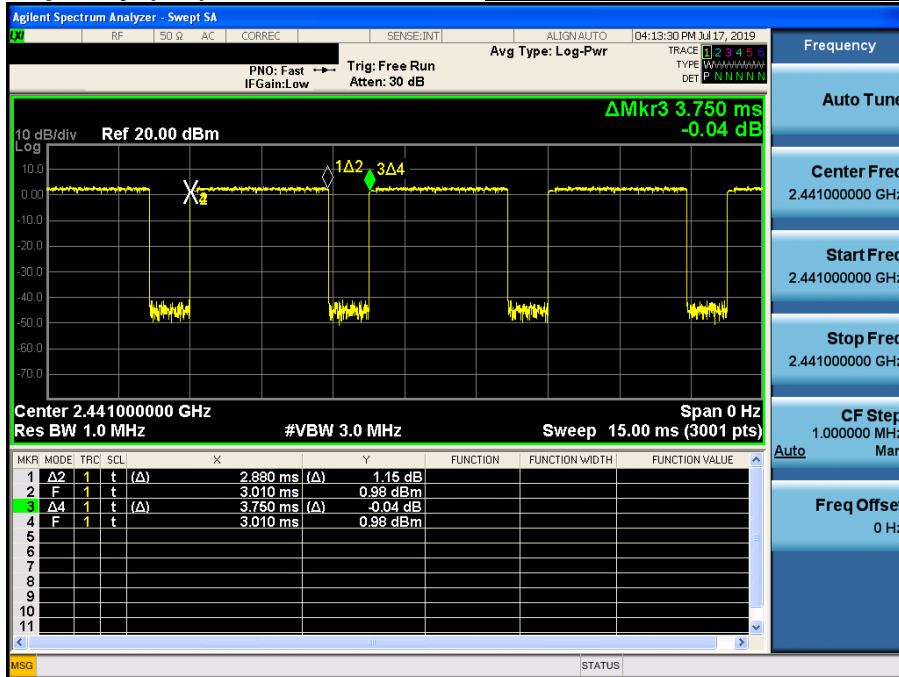 Agilent Spectrum Analyzer - Swept SA
LXI RF 50 Ω AC CORREC SENSE:INT ALIGN AUTO 04:13:30 PM Jul 17, 2019
Avg Type: Log-Pwr TRACE 1 2 3 4 5 6
PNO: Fast Trig: Free Run TYPE
IFGain:Low Atten: 30 dB DET P N N N N N
ΔMkr3 3.750 ms
-0.04 dB
10 dB/div Ref 20.00 dBm
Log
10.0
0.00
-10.0
-20.0
-30.0
-40.0
-50.0
-60.0
-70.0
1Δ2
3Δ4
Center 2.441000000 GHz Span 0 Hz
Res BW 1.0 MHz #VBW 3.0 MHz Sweep 15.00 ms (3001 pts)
MKR MODE TRC SCL X Y FUNCTION FUNCTION WIDTH FUNCTION VALUE
1 Δ2 1 t (Δ) 2.880 ms (Δ) 1.15 dB
2 F 1 t 3.010 ms 0.98 dBm
3 Δ4 1 t (Δ) 3.750 ms (Δ) -0.04 dB
4 F 1 t 3.010 ms 0.98 dBm
5
6
7
8
9
10
11
MSG STATUS
Frequency
Auto Tune
Center Freq
2.441000000 GHz
Start Freq
2.441000000 GHz
Stop Freq
2.441000000 GHz
CF Step
1.000000 MHz
Auto Man
Freq Offset
0 Hz